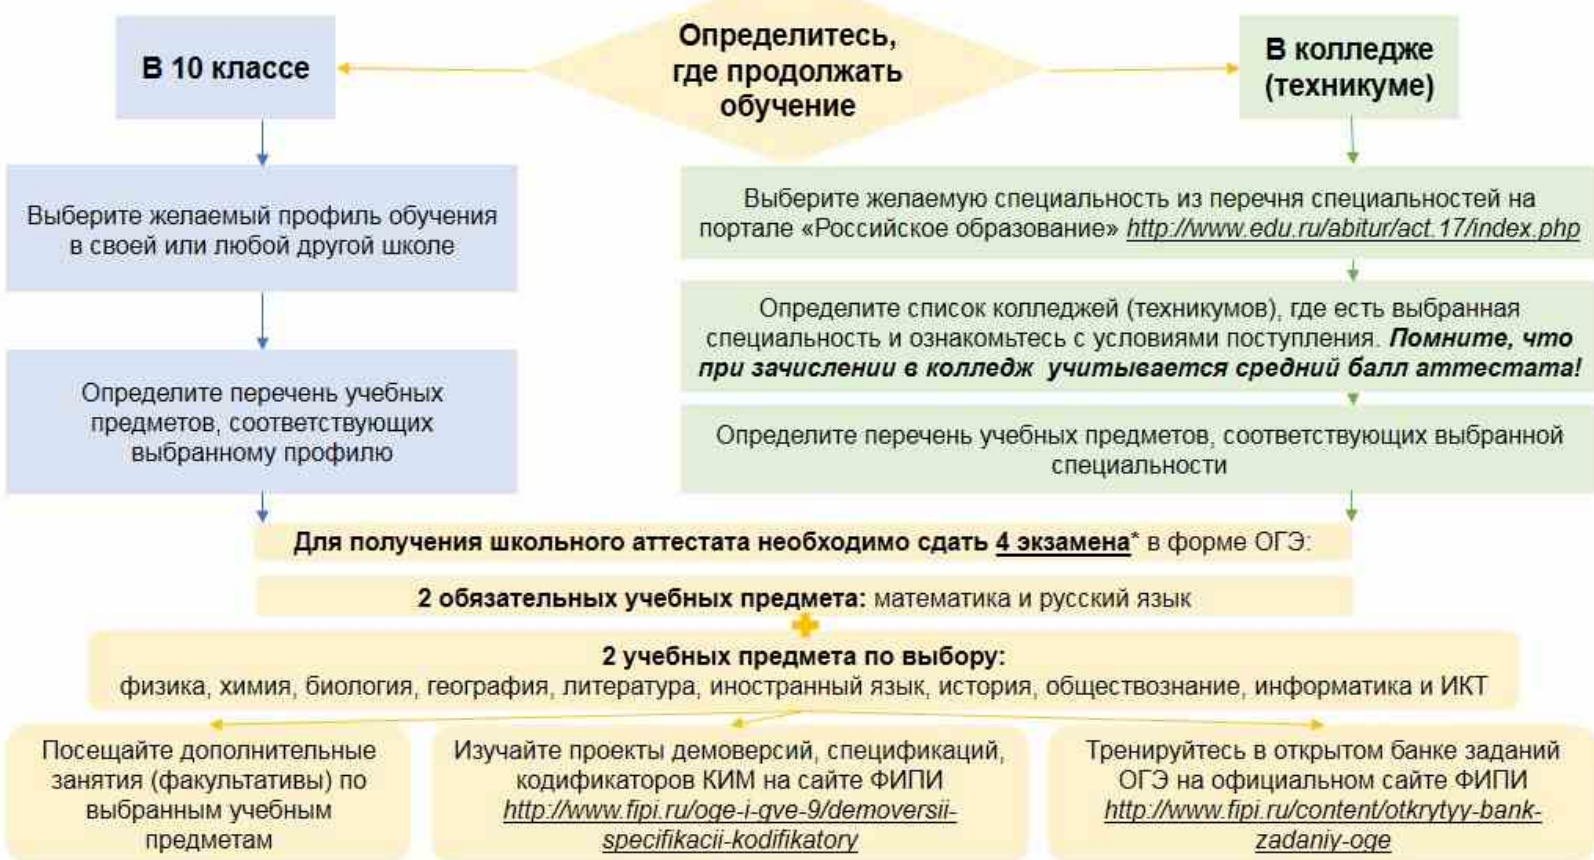 Определитесь,
где продолжать
обучение
В 10 классе
В колледже
(техникуме)
Выберите желаемый профиль обучения
в своей или любой другой школе
Определите перечень учебных
предметов, соответствующих
выбранному профилю
Выберите желаемую специальность из перечня специальностей на
портале «Российское образование» http://www.edu.ru/abitur/act.17/index.php
Определите список колледжей (техникумов), где есть выбранная
специальность и ознакомьтесь с условиями поступления. Помните, что
при зачислении в колледж учитывается средний балл аттестата!
Определите перечень учебных предметов, соответствующих выбранной
специальности
Для получения школьного аттестата необходимо сдать 4 экзамена* в форме ОГЭ:
2 обязательных учебных предмета: математика и русский язык
2 учебных предмета по выбору:
физика, химия, биология, география, литература, иностранный язык, история, обществознание, информатика и ИКТ
Посещайте дополнительные
занятия (факультативы) по
выбранным учебным
предметам
Изучайте проекты демоверсий, спецификаций,
кодификаторов КИМ на сайте ФИПИ
http://www.fipi.ru/oge-i-gve-9/demoversii-
specifikacii-kodifikatory
Тренируйтесь в открытом банке заданий
ОГЭ на официальном сайте ФИПИ
http://www.fipi.ru/content/otkrytyy-bank-
zadaniy-oge